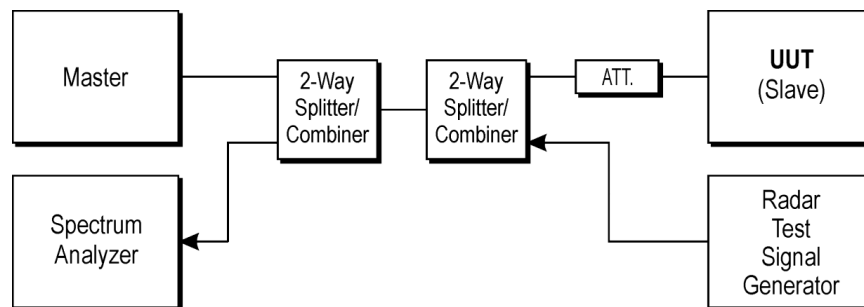 Master
2-Way
Splitter/
Combiner
2-Way
Splitter/
Combiner
ATT.
UUT
(Slave)
Spectrum
Analyzer
Radar
Test
Signal
Generator